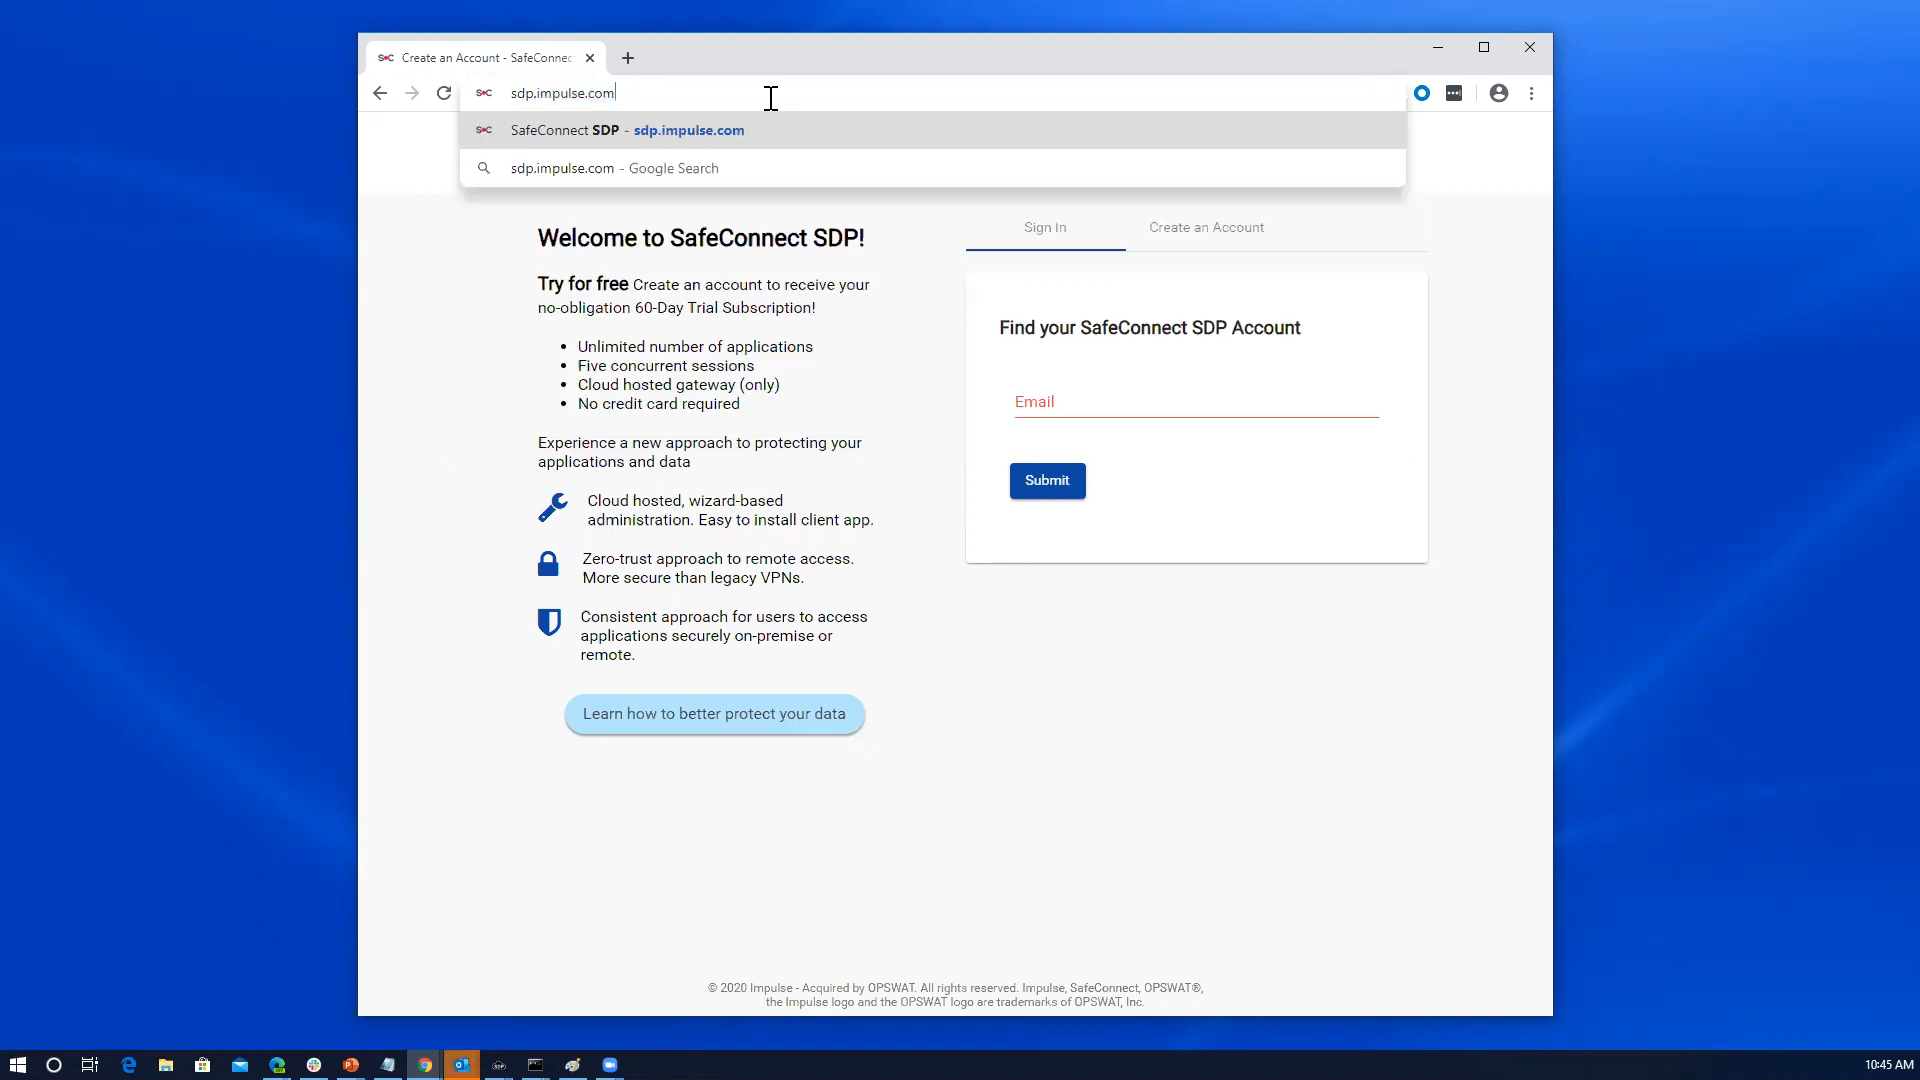 S•C Create an Account - SafeConnec
S•C sdp.impulse.com
S•C SafeConnect SDP - sdp.impulse.com
sdp.impulse.com - Google Search
Sign In Create an Account
Welcome to SafeConnect SDP!
Try for free Create an account to receive your
no-obligation 60-Day Trial Subscription!
• Unlimited number of applications
• Five concurrent sessions
• Cloud hosted gateway (only)
• No credit card required
Experience a new approach to protecting your
applications and data
Cloud hosted, wizard-based
administration. Easy to install client app.
Zero-trust approach to remote access.
More secure than legacy VPNs.
Consistent approach for users to access
applications securely on-premise or
remote.
Learn how to better protect your data
Find your SafeConnect SDP Account
Email
Submit
© 2020 Impulse - Acquired by OPSWAT. All rights reserved. Impulse, SafeConnect, OPSWAT®,
the Impulse logo and the OPSWAT logo are trademarks of OPSWAT, Inc.
SDP
10:45 AM